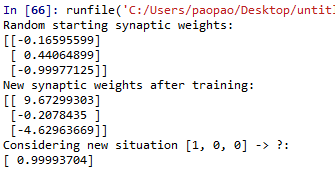 In [66]: runfile('C:/Users/paopao/Desktop/untitl
Random starting synaptic weights:
[[-0.16595599]
 [ 0.44064899]
 [-0.99977125]]
New synaptic weights after training:
[[ 9.67299303]
 [-0.2078435 ]
 [-4.62963669]]
Considering new situation [1, 0, 0] -> ?:
[ 0.99993704]